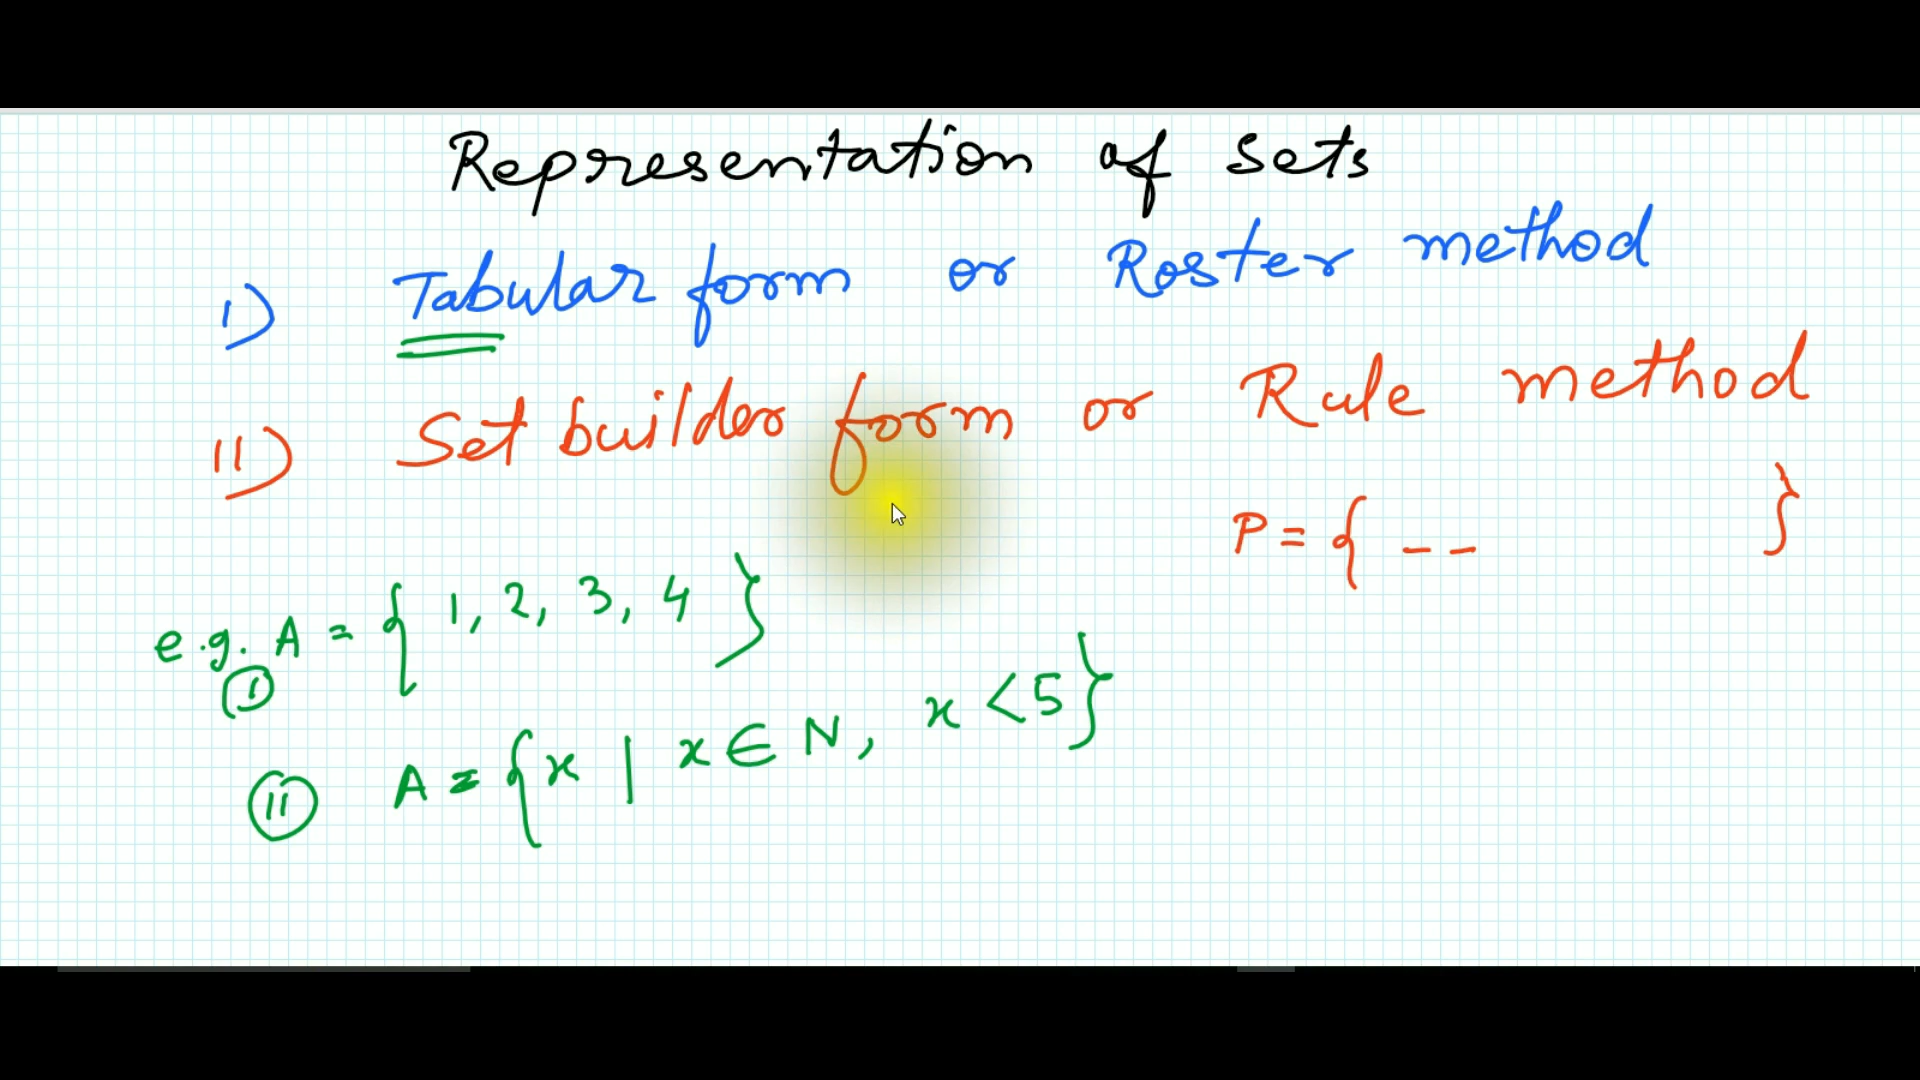 Representation of sets
I) Tabular form or Roster method
II) Set builder form or Rule method
P = { _ _ }
e.g. A = { 1, 2, 3, 4 }
(I)
(II) A = { x | x ∈ N, x < 5 }